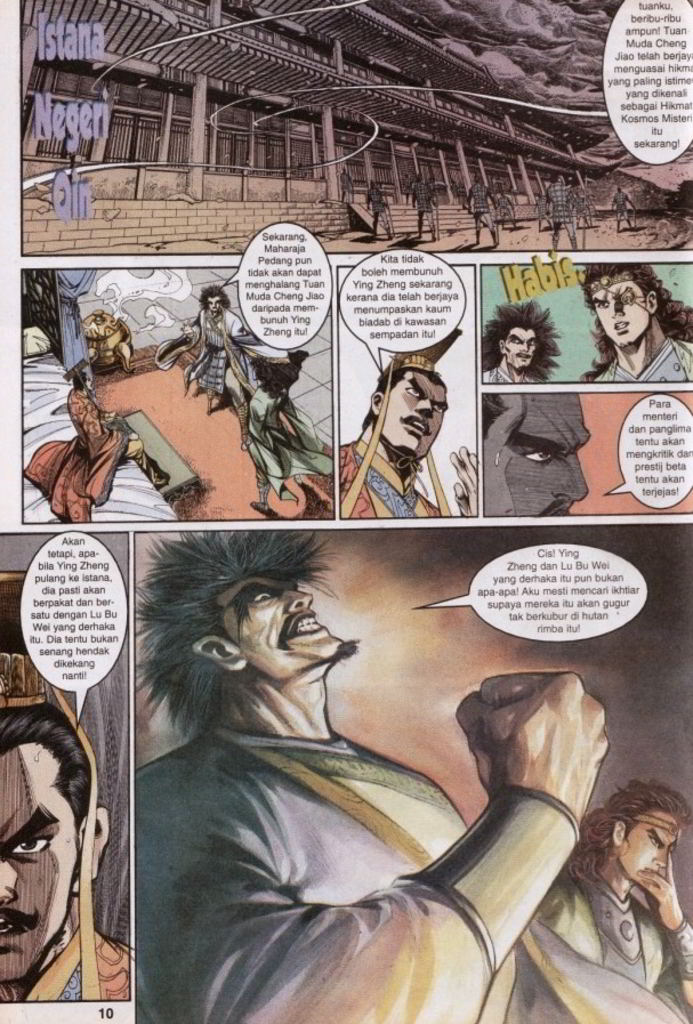 Istana
Negeri
Qin
tuanku,
beribu-ribu
ampun! Tuan
Muda Cheng
Jiao telah berjaya
menguasai
yang paling
yang dikenali
sebagai Hikmat
Kosmos Misteri
itu
sekarang!
Sekarang,
Maharaja
Pedang pun
tidak akan dapat
menghalang Tuan
Muda Cheng Jiao
daripada mem-
bunuh Ying
Zheng itu!
Kita tidak
boleh membunuh
Ying Zheng sekarang
kerana dia telah berjaya
menumpaskan kaum
biadab di kawasan
sempadan itu!
Habis..
Para
menteri
dan panglima
tentu akan
mengkritik dan
prestij beta
tentu akan
terjejas!
Akan
tetapi, apa-
bila Ying Zheng
pulang ke istana,
dia pasti akan
berpakat dan ber-
satu dengan Lu Bu
Wei yang derhaka
itu. Dia tentu bukan
senang hendak
dikekang
nanti!
Cis! Ying
Zheng dan Lu Bu Wei
yang derhaka itu pun bukan
apa-apa! Aku mesti mencari ikhtiar
supaya mereka itu akan gugur
tak berkubur di hutan
rimba itu!
10